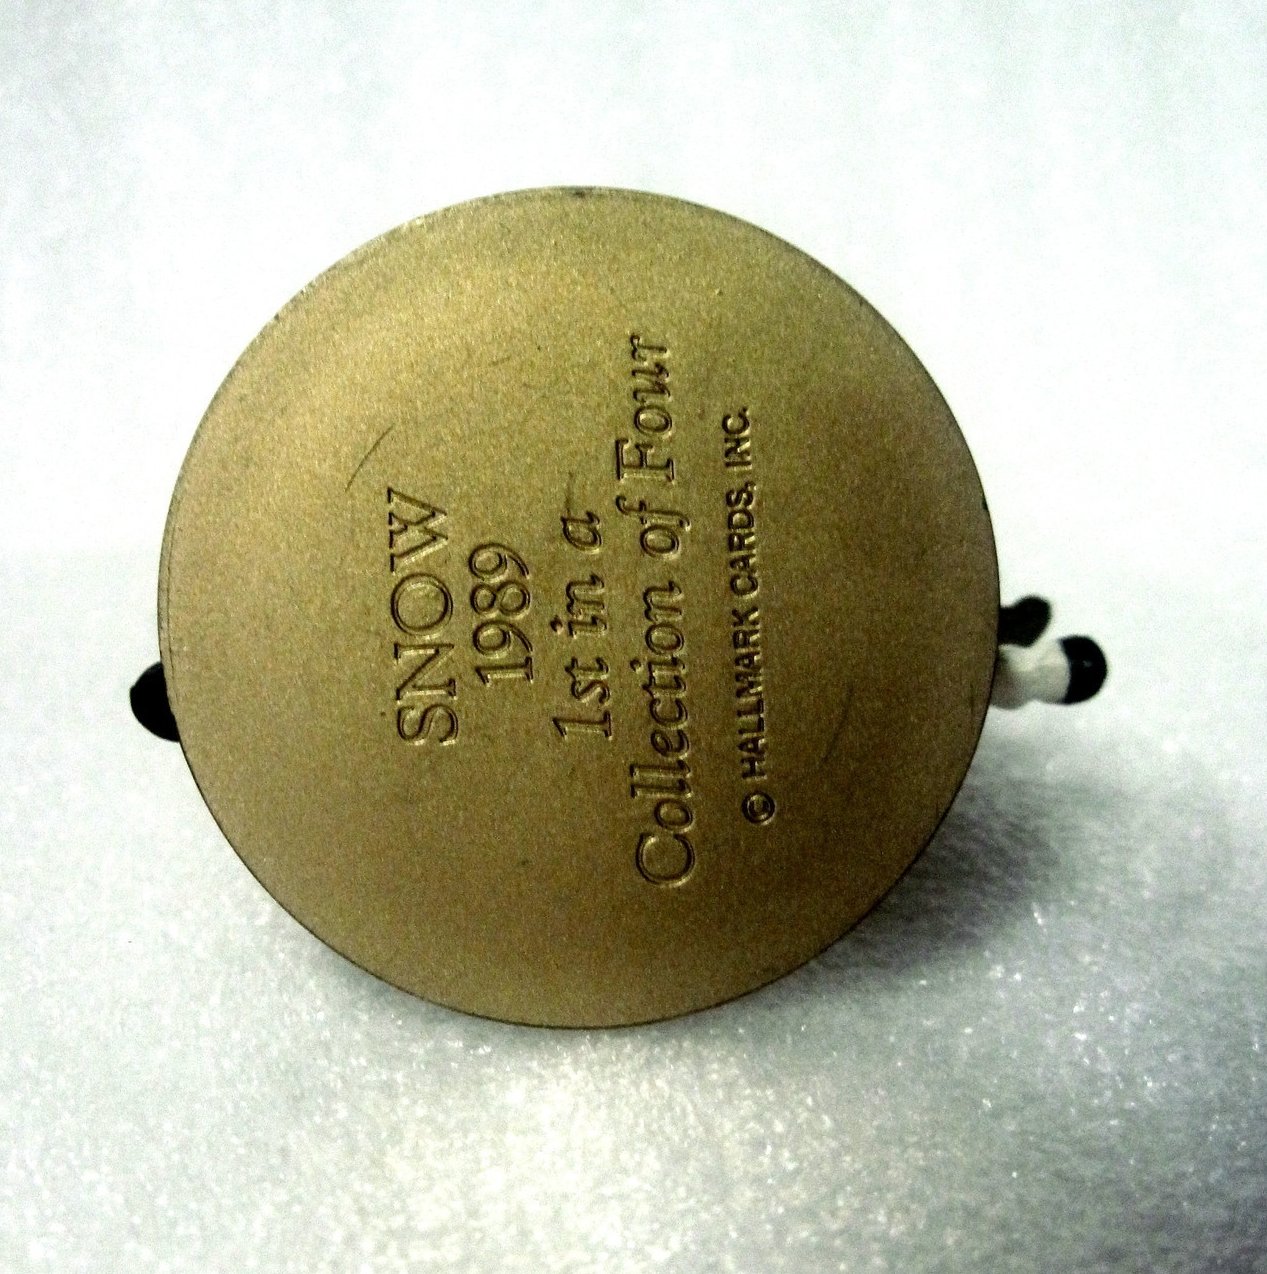 SNOW
1989
1st in a
Collection of Four
© HALLMARK CARDS, INC.